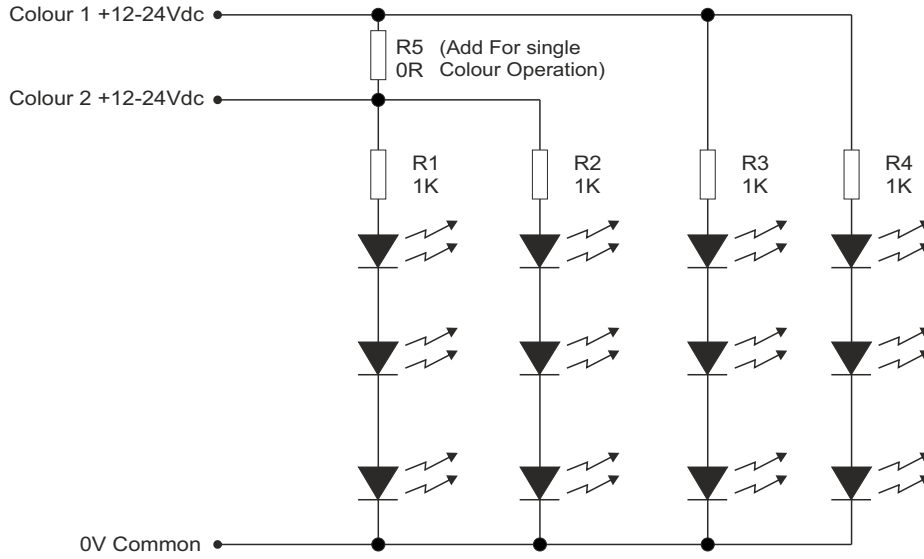 Colour 1 +12-24Vdc
R5 (Add For single
0R Colour Operation)
Colour 2 +12-24Vdc
R1
1K
R2
1K
R3
1K
R4
1K
0V Common